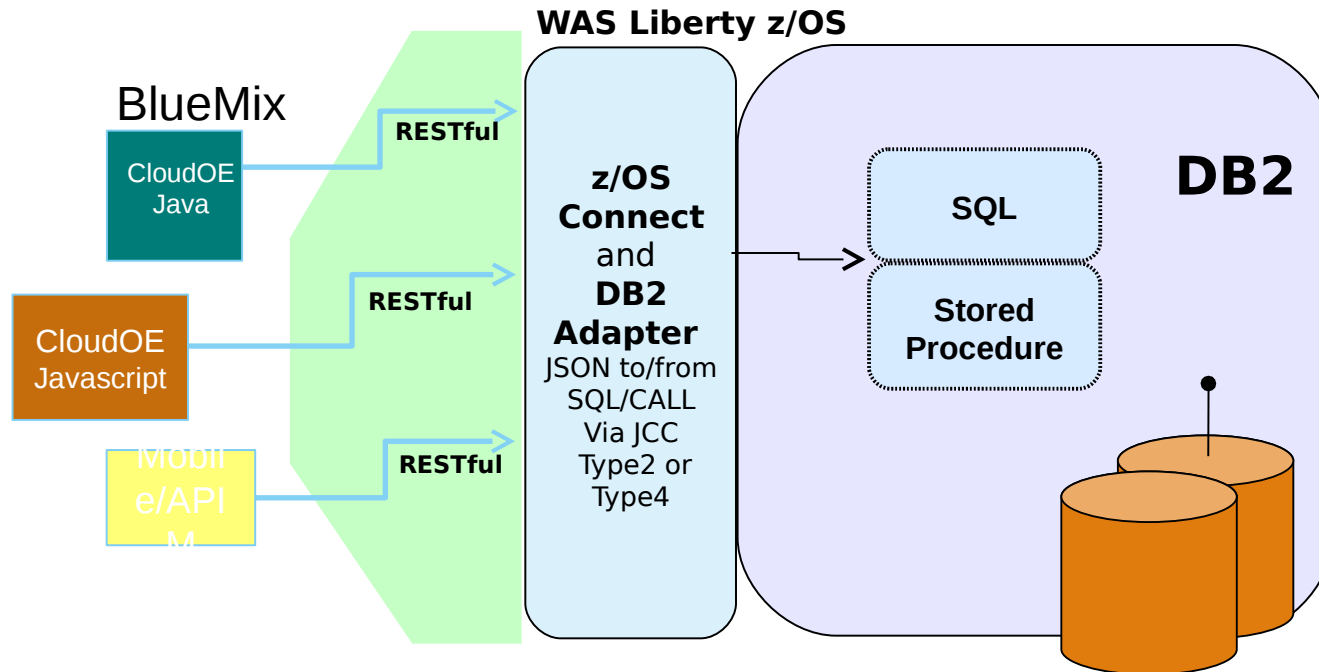 WAS Liberty z/OS
BlueMix
CloudOE
Java
RESTful
CloudOE
Javascript
RESTful
Mobil
e/API
M
RESTful
z/OS
Connect
and
DB2
Adapter
JSON to/from
SQL/CALL
Via JCC
Type2 or
Type4
SQL
Stored
Procedure
DB2